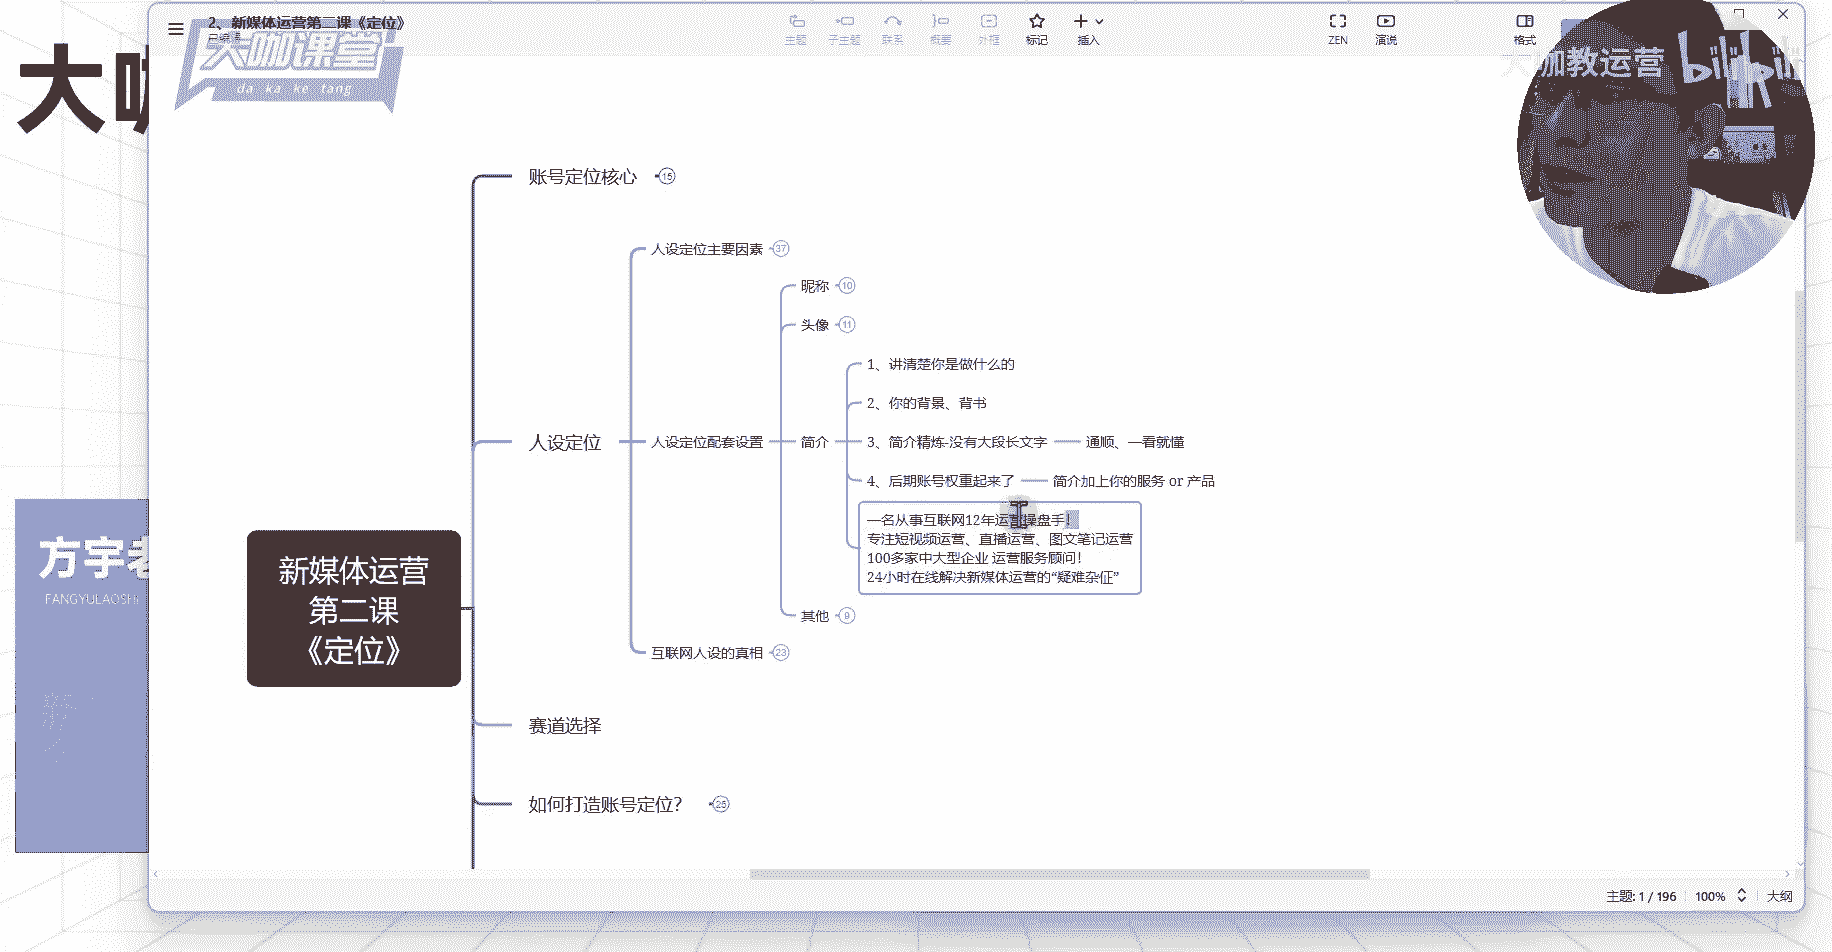 2、新媒体运营第二课《定位》
已编辑
主题
子主题
联系
概要
外框
标记
插入
ZEN
演说
格式
大咖课堂
da ka ke tang
大咖教运营 bilibili
大咖
账号定位核心 15
人设定位主要因素 37
昵称 10
头像 11
1、讲清楚你是做什么的
2、你的背景、背书
人设定位
人设定位配套设置
简介
3、简介精炼-没有大段长文字
通顺、一看就懂
4、后期账号权重起来了
简介加上你的服务 or 产品
一名从事互联网12年运营操盘手！
专注短视频运营、直播运营、图文笔记运营
100多家中大型企业 运营服务顾问！
24小时在线解决新媒体运营的“疑难杂症”
其他 9
互联网人设的真相 23
新媒体运营
第二课
《定位》
方宇老
FANGYULAOSHI
赛道选择
如何打造账号定位？ 25
主题: 1 / 196
100%
大纲